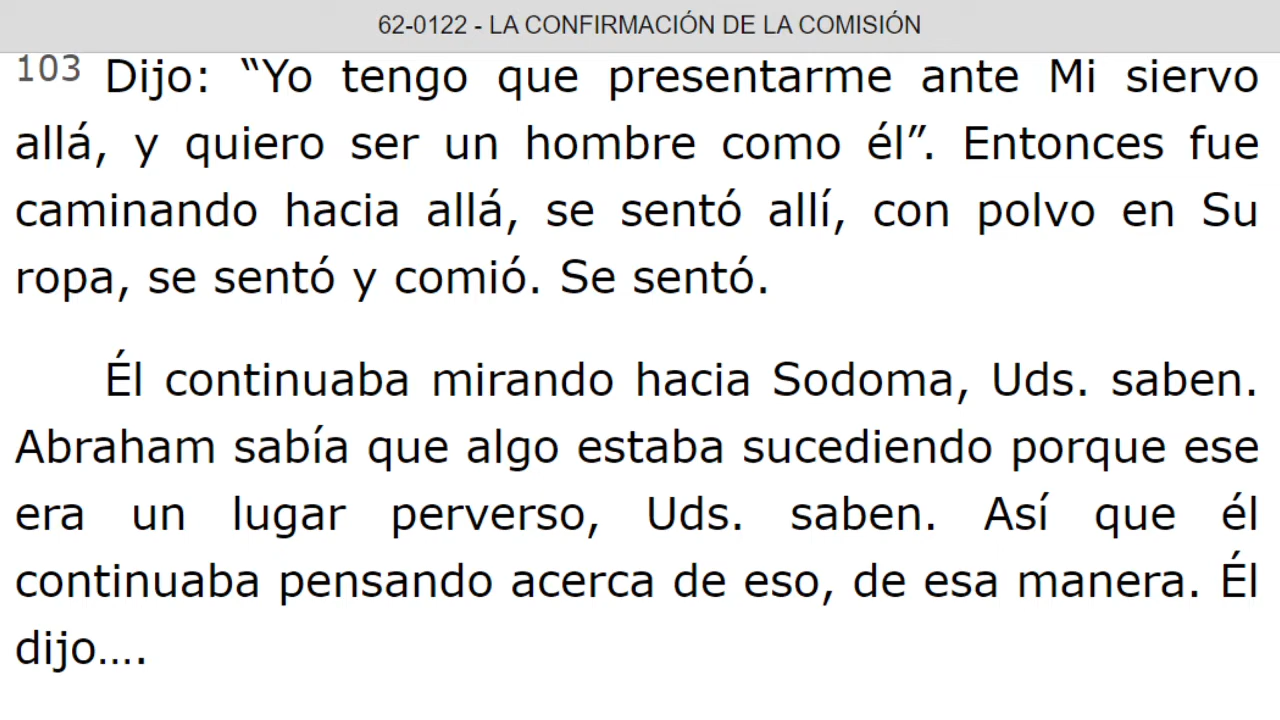 62-0122 - LA CONFIRMACIÓN DE LA COMISIÓN
103 Dijo: “Yo tengo que presentarme ante Mi siervo
allá, y quiero ser un hombre como él”. Entonces fue
caminando hacia allá, se sentó allí, con polvo en Su
ropa, se sentó y comió. Se sentó.
Él continuaba mirando hacia Sodoma, Uds. saben.
Abraham sabía que algo estaba sucediendo porque ese
era un lugar perverso, Uds. saben. Así que él
continuaba pensando acerca de eso, de esa manera. Él
dijo….